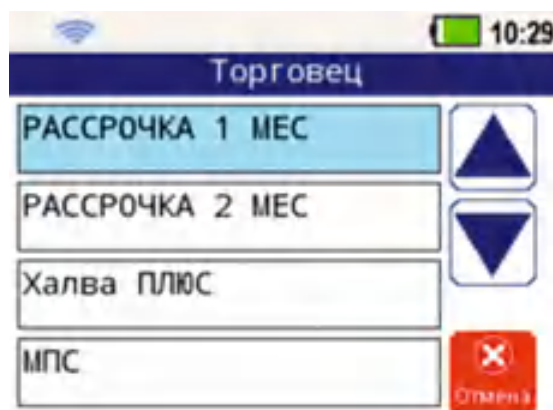 10:29
Торговец
РАССРОЧКА 1 МЕС
РАССРОЧКА 2 МЕС
Халва ПЛЮС
МПС
Отмена